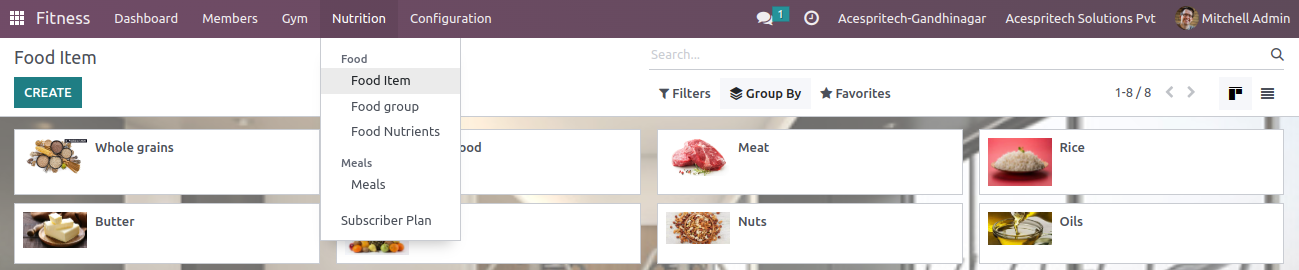 Fitness Dashboard Members Gym Nutrition Configuration 1 Acespritech-Gandhinagar Acespritech Solutions Pvt Mitchell Admin
Food Item
Search...
CREATE
Filters Group By Favorites 1-8 / 8
Food
Food Item
Food group
Food Nutrients
Meals
Meals
Subscriber Plan
Whole grains
ood
Meat
Rice
Butter
Nuts
Oils